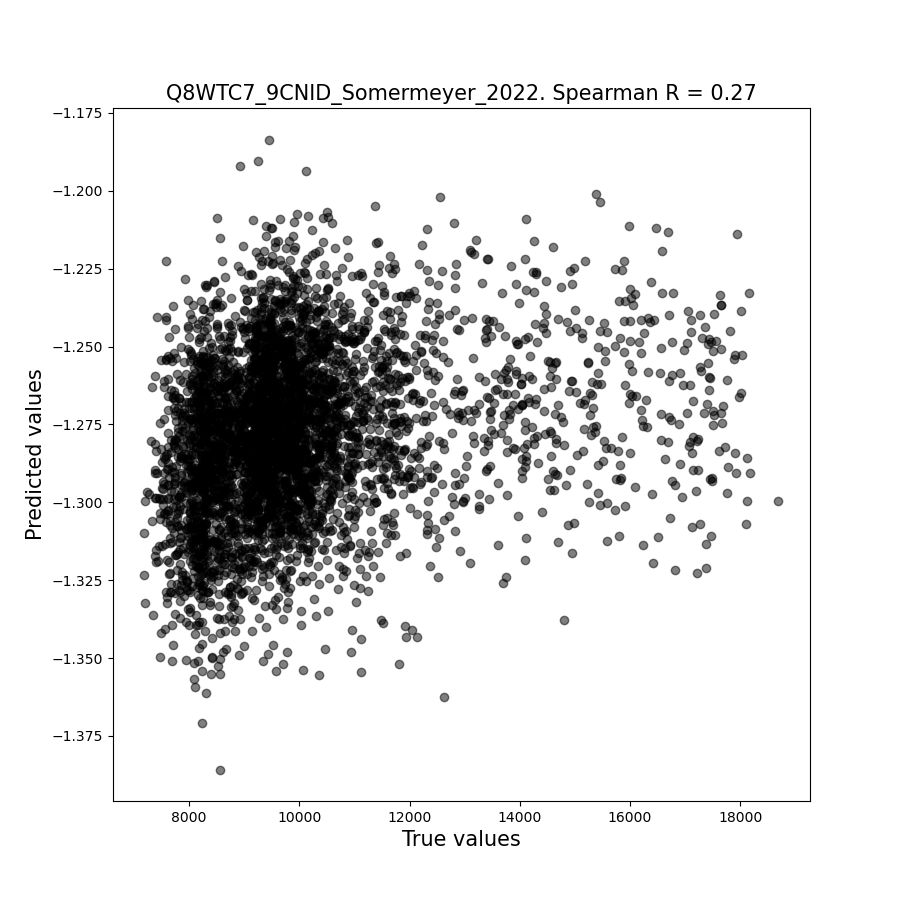 Q8WTC7_9CNID_Somermeyer_2022. Spearman R = 0.27
−1.175
−1.200
−1.225
−1.250
−1.275
−1.300
−1.325
−1.350
−1.375
Predicted values
8000 10000 12000 14000 16000 18000
True values